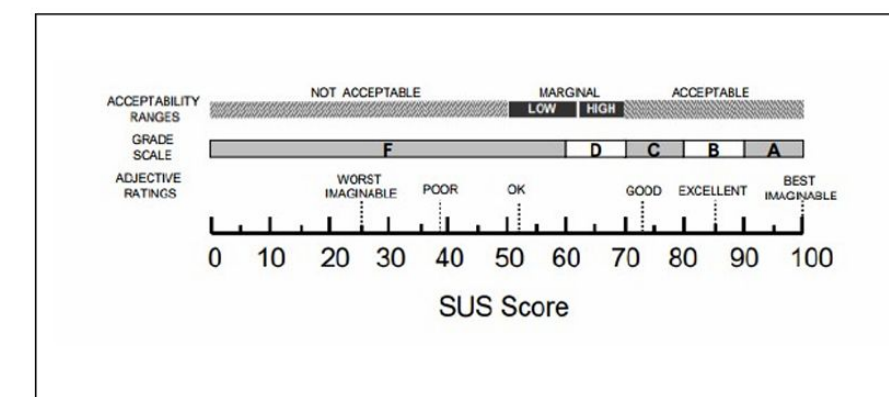 NOT ACCEPTABLE MARGINAL ACCEPTABLE
ACCEPTABILITY RANGES LOW HIGH
GRADE SCALE F D C B A
ADJECTIVE RATINGS WORST IMAGINABLE POOR OK GOOD EXCELLENT BEST IMAGINABLE
0 10 20 30 40 50 60 70 80 90 100
SUS Score